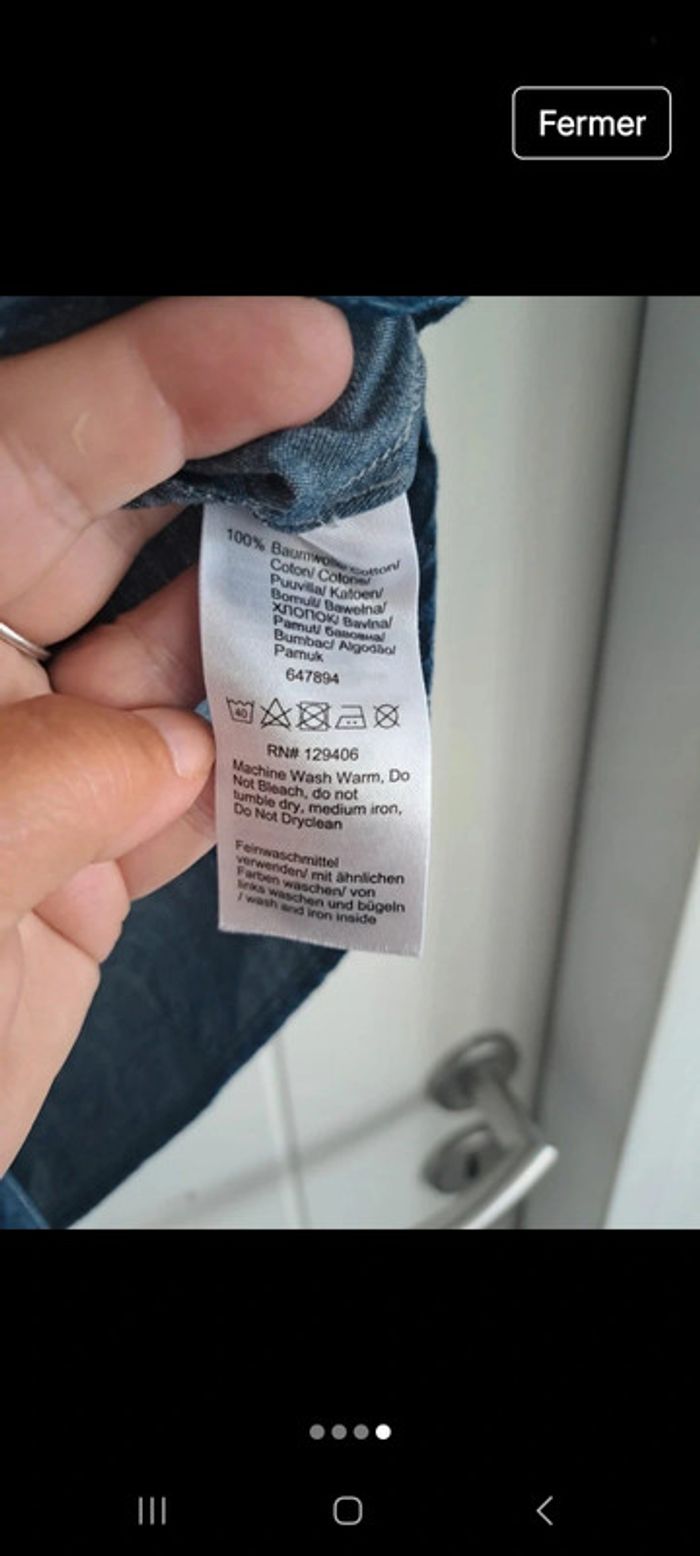 Fermer
100% Baumwolle/ Cotton/
Coton/ Cotone/
Puuvilla/ Katoen/
Bomull/ Bawełna/
ХЛОПОК/ Bavlna/
Pamut/ бавовна/
Bumbac/ Algodão/
Pamuk
647894
40
RN# 129406
Machine Wash Warm, Do
Not Bleach, do not
tumble dry, medium iron,
Do Not Dryclean
Feinwaschmittel
verwenden/ mit ähnlichen
Farben waschen/ von
links waschen und bügeln
/ wash and iron inside